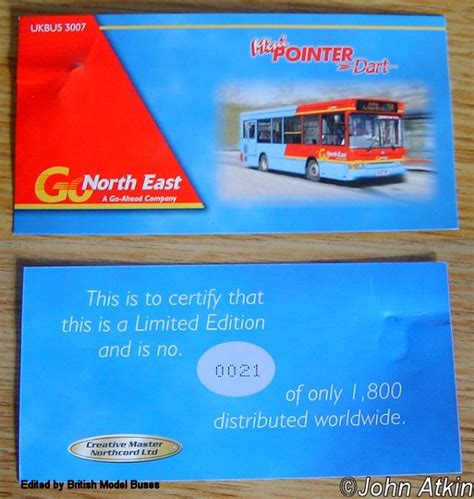 UKBUS 3007
Mini
POINTER
Dart
Go North East
A Go-Ahead Company
This is to certify that
this is a Limited Edition
and is no.
0021
of only 1,800
distributed worldwide.
Creative Master
Northcord Ltd
Edited by British Model Buses
©John Atkin